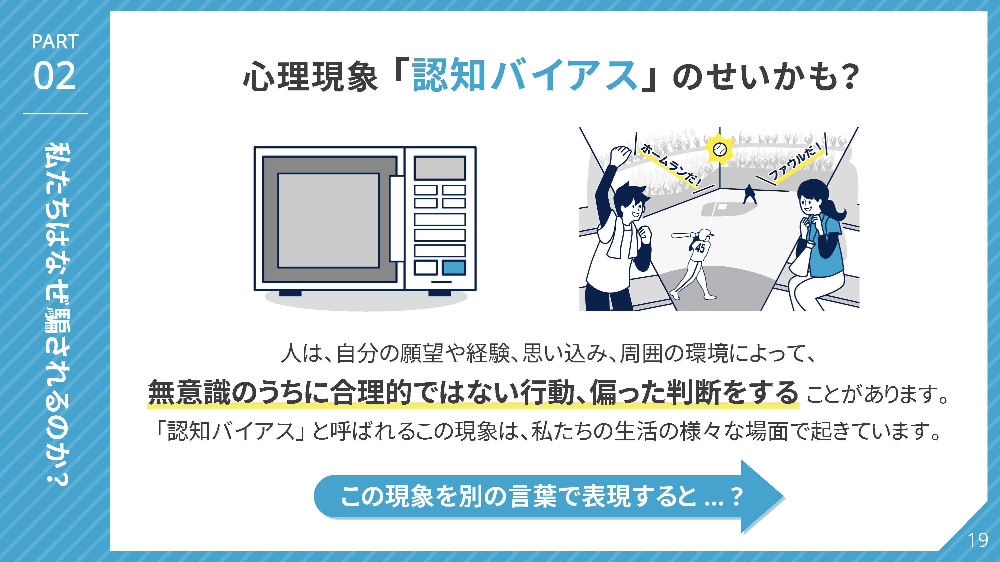 PART
02
私たちはなぜ騙されるのか？
心理現象「認知バイアス」のせいかも？
ホームランだ！
ファウルだ！
45
人は、自分の願望や経験、思い込み、周囲の環境によって、
無意識のうちに合理的ではない行動、偏った判断をすることがあります。
「認知バイアス」と呼ばれるこの現象は、私たちの生活の様々な場面で起きています。
この現象を別の言葉で表現すると...？
19